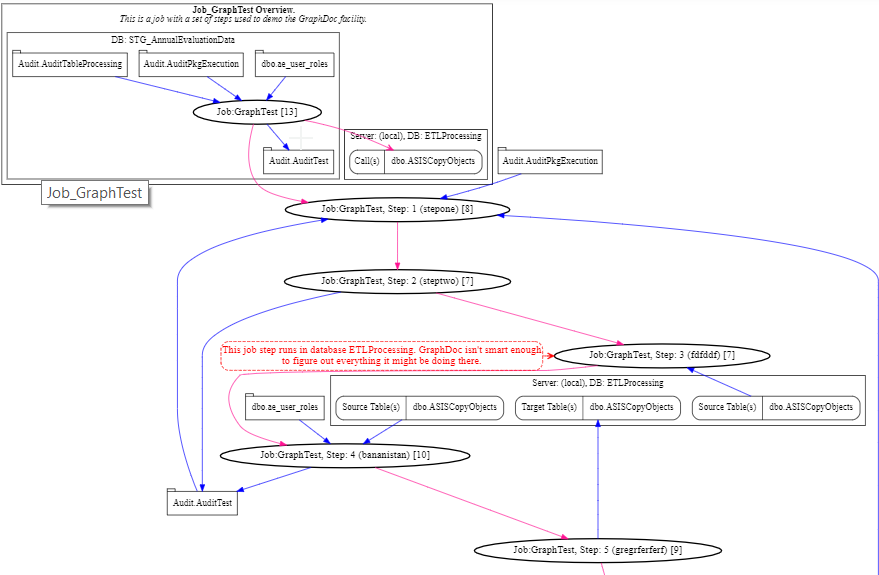 Job_GraphTest Overview.
This is a job with a set of steps used to demo the GraphDoc facility.
DB: STG_AnnualEvaluationData
Audit.AuditTableProcessing
Audit.AuditPkgExecution
dbo.ae_user_roles
Job:GraphTest [13]
Server: (local), DB: ETLProcessing
Audit.AuditTest
Call(s)
dbo.ASISCopyObjects
Audit.AuditPkgExecution
Job_GraphTest
Job:GraphTest, Step: 1 (stepone) [8]
Job:GraphTest, Step: 2 (steptwo) [7]
This job step runs in database ETLProcessing. GraphDoc isn't smart enough
to figure out everything it might be doing there.
Job:GraphTest, Step: 3 (fdfddf) [7]
Server: (local), DB: ETLProcessing
dbo.ae_user_roles
Source Table(s)
dbo.ASISCopyObjects
Target Table(s)
dbo.ASISCopyObjects
Source Table(s)
dbo.ASISCopyObjects
Job:GraphTest, Step: 4 (bananistan) [10]
Audit.AuditTest
Job:GraphTest, Step: 5 (gregrferferf) [9]